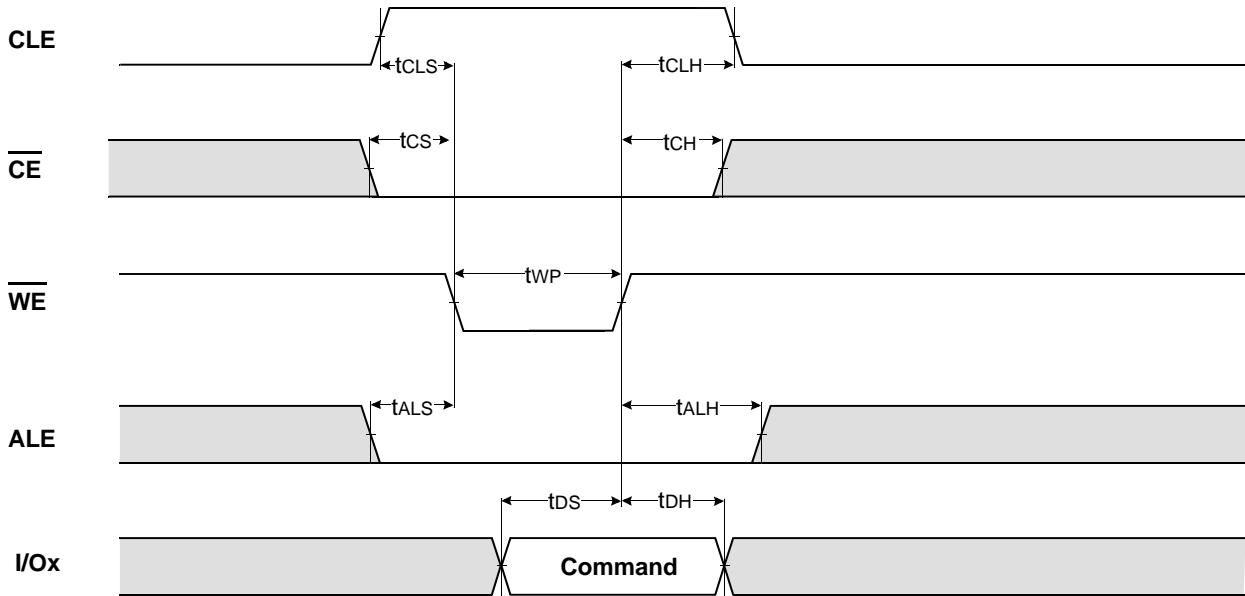 CLE
tCLS
tCLH
CE
tCS
tCH
WE
tWP
ALE
tALS
tALH
I/Ox
tDS
tDH
Command